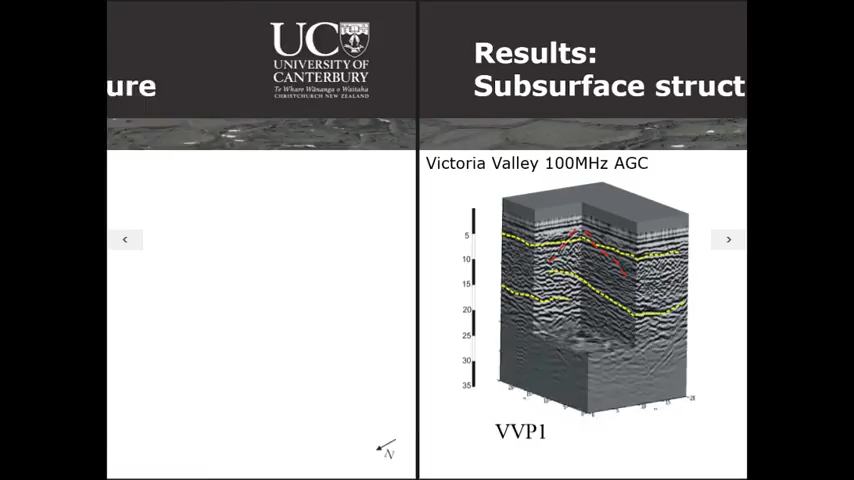 ure
UC
UNIVERSITY OF
CANTERBURY
Te Whare Wānanga o Waitaha
CHRISTCHURCH NEW ZEALAND
<
N
Results:
Subsurface struct
Victoria Valley 100MHz AGC
5
10
15
20
25
30
35
VVP1
>